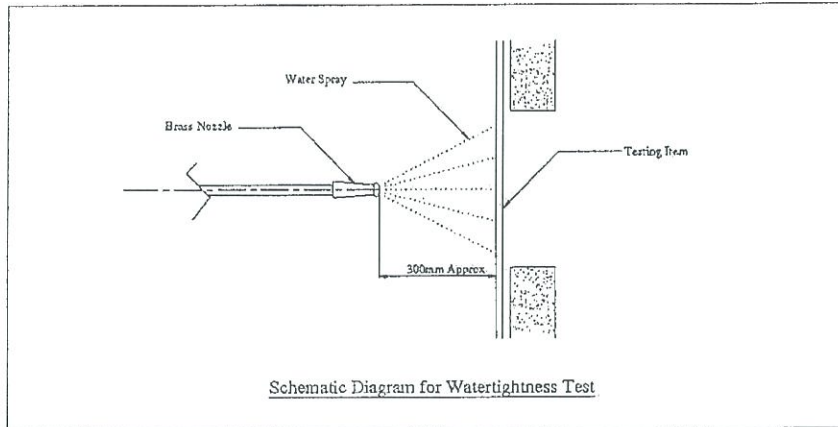 Water Spray
Brass Nozzle
Testing Item
300mm Approx
Schematic Diagram for Watertightness Test